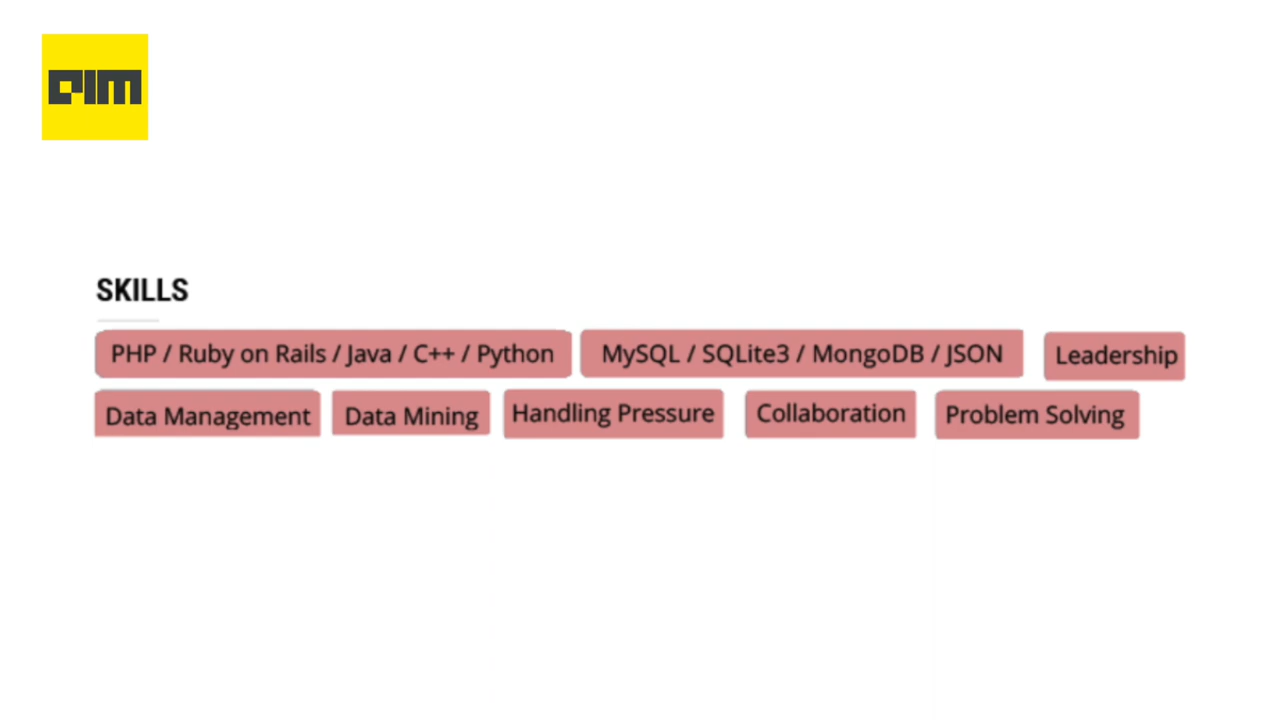 aim
SKILLS
PHP / Ruby on Rails / Java / C++ / Python MySQL / SQLite3 / MongoDB / JSON Leadership
Data Management Data Mining Handling Pressure Collaboration Problem Solving